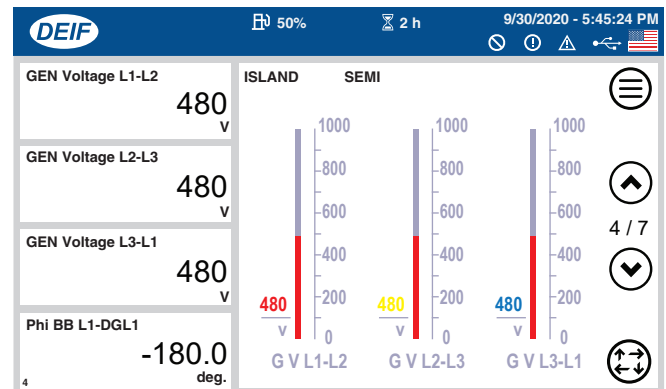 DEIF
50%
2 h
9/30/2020 - 5:45:24 PM
GEN Voltage L1-L2
480
V
GEN Voltage L2-L3
480
V
GEN Voltage L3-L1
480
V
Phi BB L1-DGL1
-180.0
deg.
4
ISLAND SEMI
1000
800
600
400
200
0
480
V
G V L1-L2
1000
800
600
400
200
0
480
V
G V L2-L3
1000
800
600
400
200
0
480
V
G V L3-L1
4 / 7